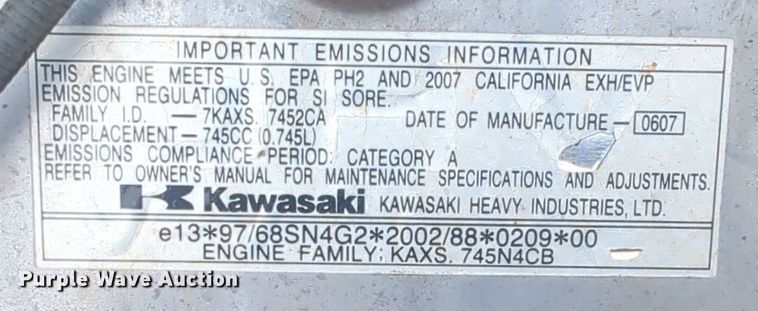 IMPORTANT EMISSIONS INFORMATION
THIS ENGINE MEETS U.S. EPA PH2 AND 2007 CALIFORNIA EXH/EVP
EMISSION REGULATIONS FOR SI SORE.
FAMILY I.D.— 7KAXS. 7452CA DATE OF MANUFACTURE — 0607
DISPLACEMENT— 745CC (0.745L)
EMISSIONS COMPLIANCE PERIOD: CATEGORY A
REFER TO OWNER'S MANUAL FOR MAINTENANCE SPECIFICATIONS AND ADJUSTMENTS.
Kawasaki KAWASAKI HEAVY INDUSTRIES, LTD.
e13*97/68SN4G2*2002/88*0209*00
ENGINE FAMILY; KAXS. 745N4CB
Purple Wave Auction